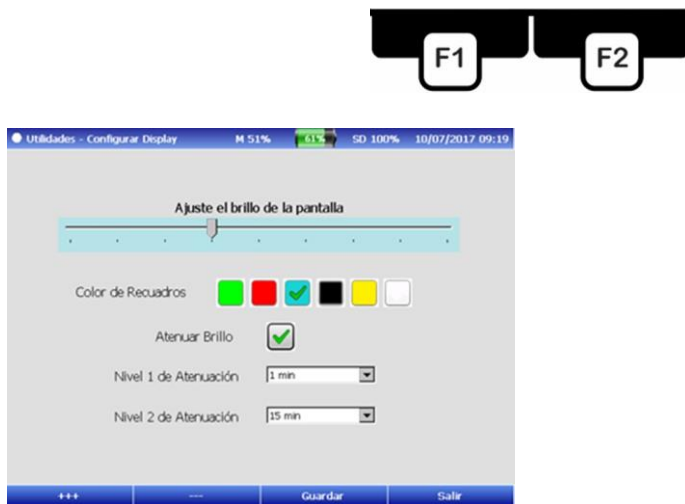 F1 F2
Utilidades - Configurar Display M 51% 61% SD 100% 10/07/2017 09:19
Ajuste el brillo de la pantalla
Color de Recuadros
Atenuar Brillo
Nivel 1 de Atenuación 1 min
Nivel 2 de Atenuación 15 min
+++ --- Guardar Salir